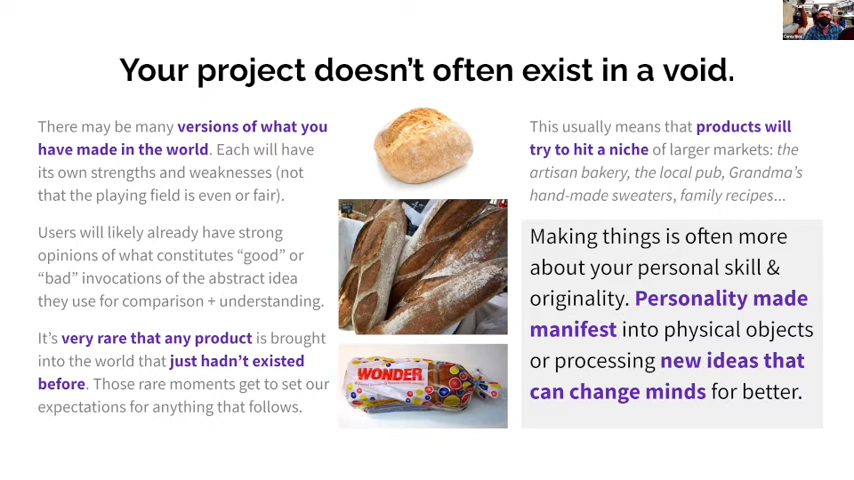 Your project doesn't often exist in a void.
There may be many versions of what you
have made in the world. Each will have
its own strengths and weaknesses (not
that the playing field is even or fair).
Users will likely already have strong
opinions of what constitutes “good” or
“bad” invocations of the abstract idea
they use for comparison + understanding.
It's very rare that any product is brought
into the world that just hadn't existed
before. Those rare moments get to set our
expectations for anything that follows.
WONDER
This usually means that products will
try to hit a niche of larger markets: the
artisan bakery, the local pub, Grandma's
hand-made sweaters, family recipes...
Making things is often more
about your personal skill &
originality. Personality made
manifest into physical objects
or processing new ideas that
can change minds for better.